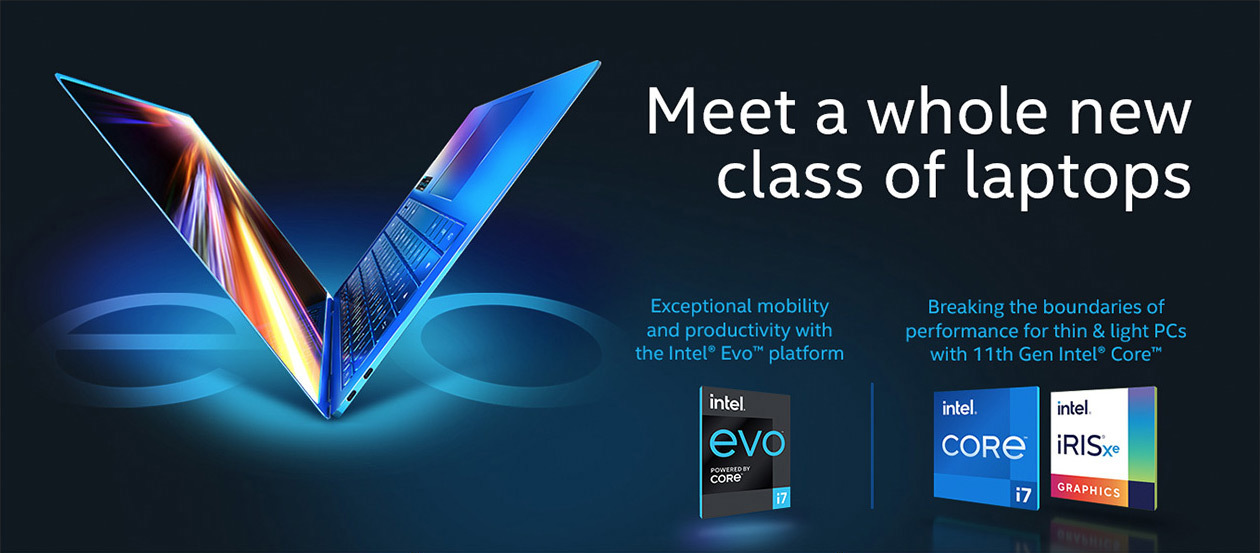 Meet a whole new
class of laptops
Exceptional mobility
and productivity with
the Intel® Evo™ platform
Breaking the boundaries of
performance for thin & light PCs
with 11th Gen Intel® Core™
intel.
evo
POWERED BY
CORE™
i7
intel.
CORE™
i7
intel.
iRISxe
GRAPHICS